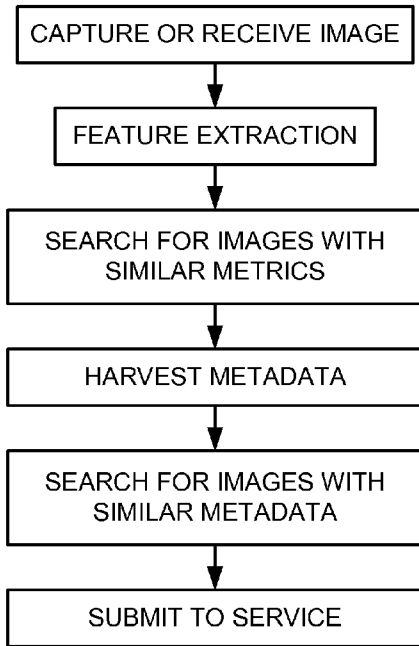 CAPTURE OR RECEIVE IMAGE
FEATURE EXTRACTION
SEARCH FOR IMAGES WITH
SIMILAR METRICS
HARVEST METADATA
SEARCH FOR IMAGES WITH
SIMILAR METADATA
SUBMIT TO SERVICE